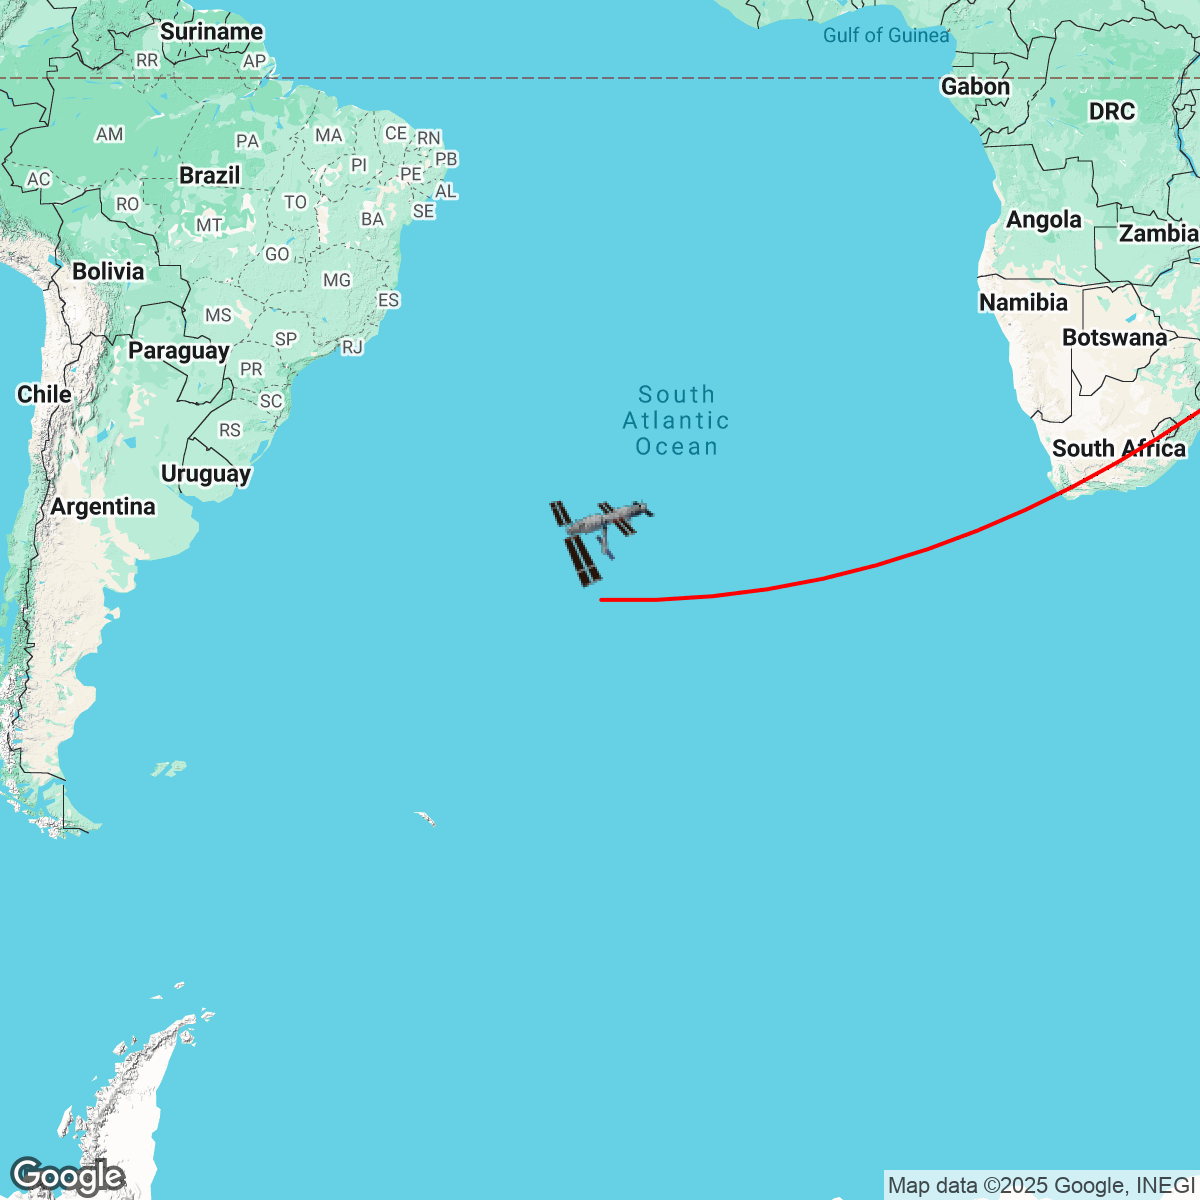 Suriname
Gulf of Guinea
RR
AP
Gabon
DRC
AM
PA
MA
CE
RN
PI
PB
PE
Brazil
AC
AL
RO
TO
SE
BA
MT
Angola
Zambia
GO
Bolivia
MG
ES
Namibia
MS
SP
Botswana
RJ
Paraguay
PR
Chile
South
Atlantic
Ocean
SC
RS
South Africa
Uruguay
Argentina
Google
Map data ©2025 Google, INEGI